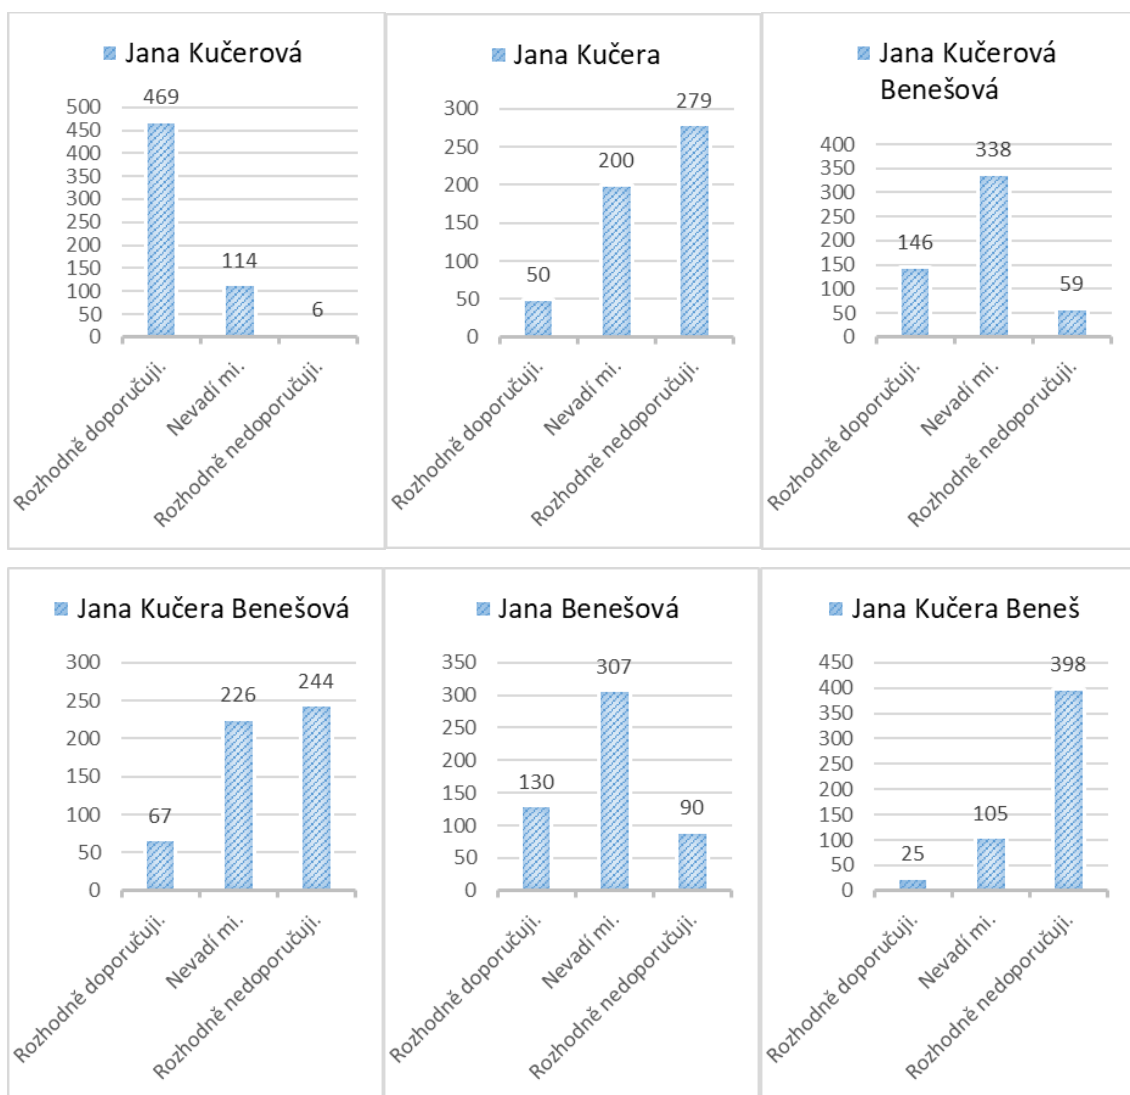 Jana Kučerová
469
500
450
400
350
300
250
200
150
100
50
0
114
6
Rozhodně doporučuji.
Nevadí mi.
Rozhodně nedoporučuji.
Jana Kučera
279
300
250
200
150
100
50
0
200
50
Rozhodně doporučuji.
Nevadí mi.
Rozhodně nedoporučuji.
Jana Kučerová
Benešová
400
350
300
250
200
150
100
50
0
146
338
59
Rozhodně doporučuji.
Nevadí mi.
Rozhodně nedoporučuji.
Jana Kučera Benešová
300
250
200
150
100
50
0
67
226
244
Rozhodně doporučuji.
Nevadí mi.
Rozhodně nedoporučuji.
Jana Benešová
350
300
250
200
150
100
50
0
130
307
90
Rozhodně doporučuji.
Nevadí mi.
Rozhodně nedoporučuji.
Jana Kučera Beneš
450
400
350
300
250
200
150
100
50
0
25
105
398
Rozhodně doporučuji.
Nevadí mi.
Rozhodně nedoporučuji.